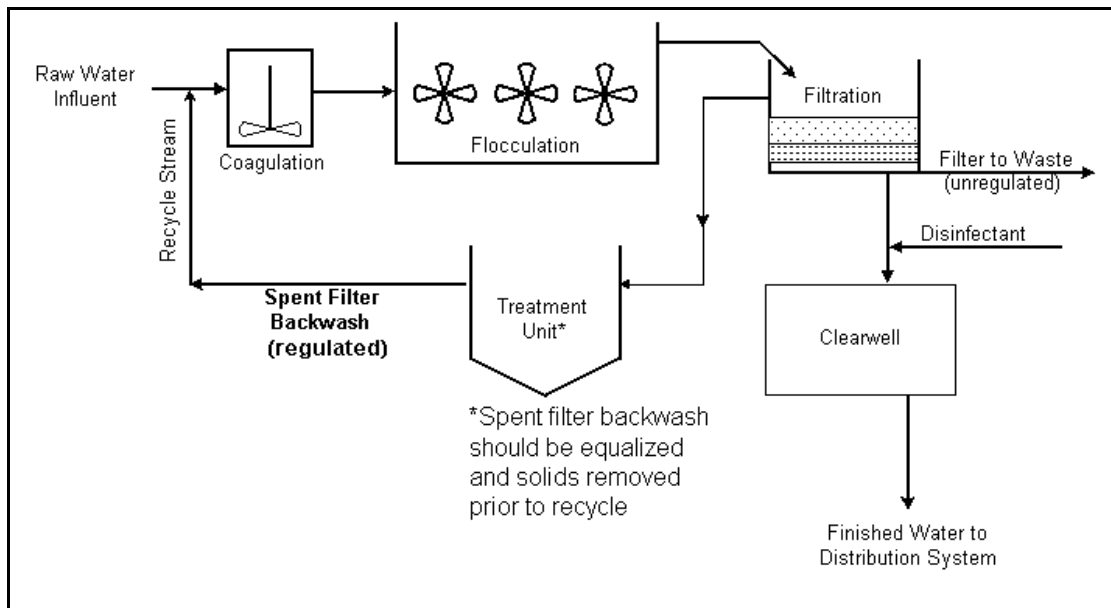 Raw Water
Influent
Coagulation
Flocculation
Filtration
Filter to Waste
(unregulated)
Disinfectant
Recycle Stream
Spent Filter
Backwash
(regulated)
Treatment
Unit*
*Spent filter backwash
should be equalized
and solids removed
prior to recycle
Clearwell
Finished Water to
Distribution System